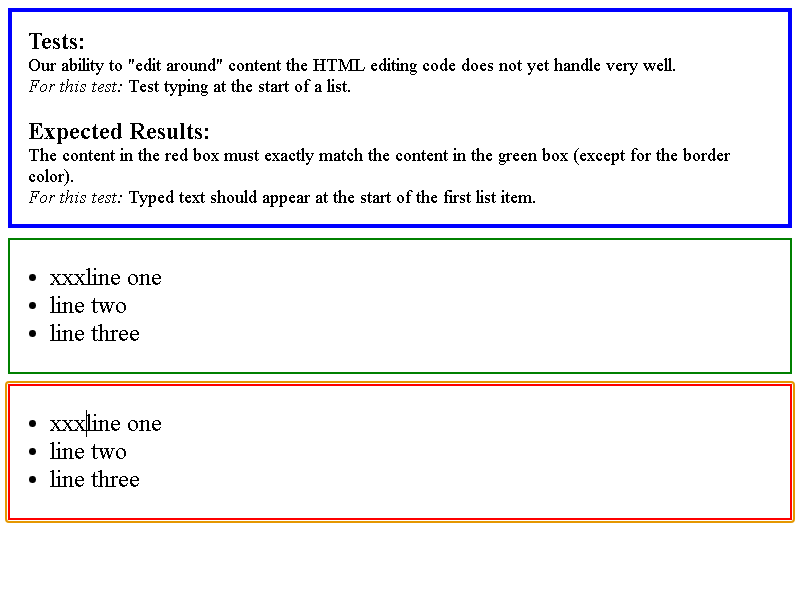 Tests:
Our ability to "edit around" content the HTML editing code does not yet handle very well.
For this test: Test typing at the start of a list.
Expected Results:
The content in the red box must exactly match the content in the green box (except for the border
color).
For this test: Typed text should appear at the start of the first list item.
• xxxline one
• line two
• line three
• xxxline one
• line two
• line three